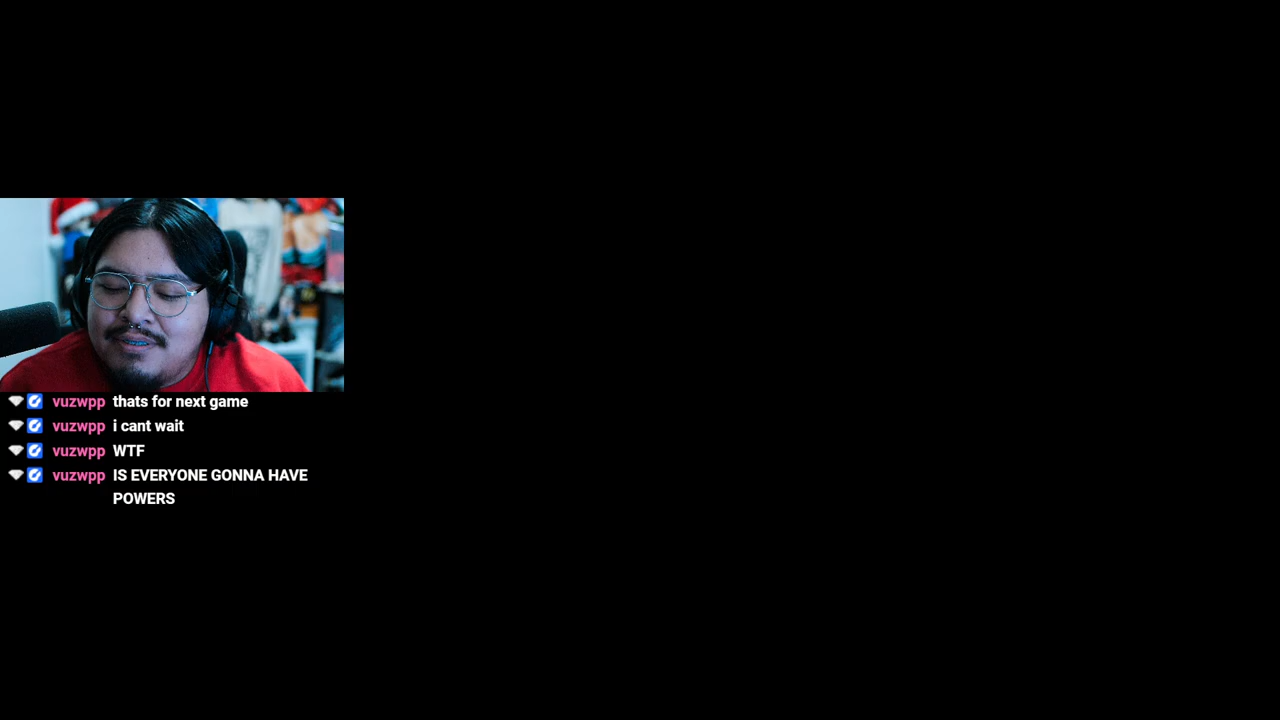 vuzwpp thats for next game
vuzwpp i cant wait
vuzwpp WTF
vuzwpp IS EVERYONE GONNA HAVE
POWERS